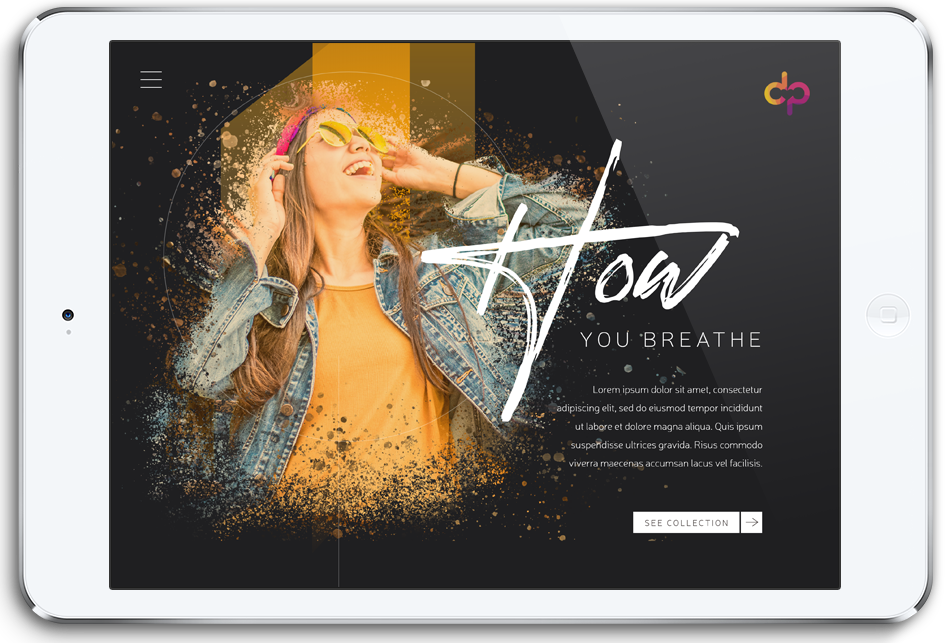 dp
How
YOU BREATHE
Lorem ipsum dolor sit amet, consectetur
adipiscing elit, sed do eiusmod tempor incididunt
ut labore et dolore magna aliqua. Quis ipsum
suspendisse ultrices gravida. Risus commodo
viverra maecenas accumsan lacus vel facilisis.
SEE COLLECTION